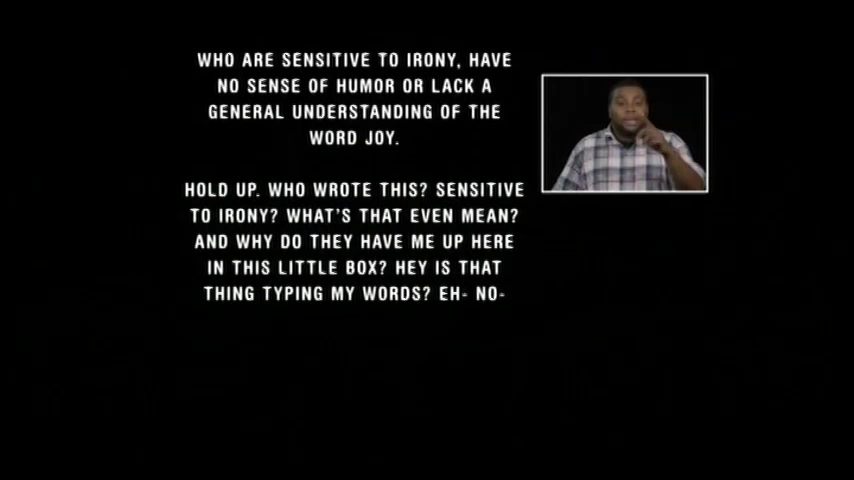 WHO ARE SENSITIVE TO IRONY, HAVE
NO SENSE OF HUMOR OR LACK A
GENERAL UNDERSTANDING OF THE
WORD JOY.
HOLD UP. WHO WROTE THIS? SENSITIVE
TO IRONY? WHAT'S THAT EVEN MEAN?
AND WHY DO THEY HAVE ME UP HERE
IN THIS LITTLE BOX? HEY IS THAT
THING TYPING MY WORDS? EH- NO-